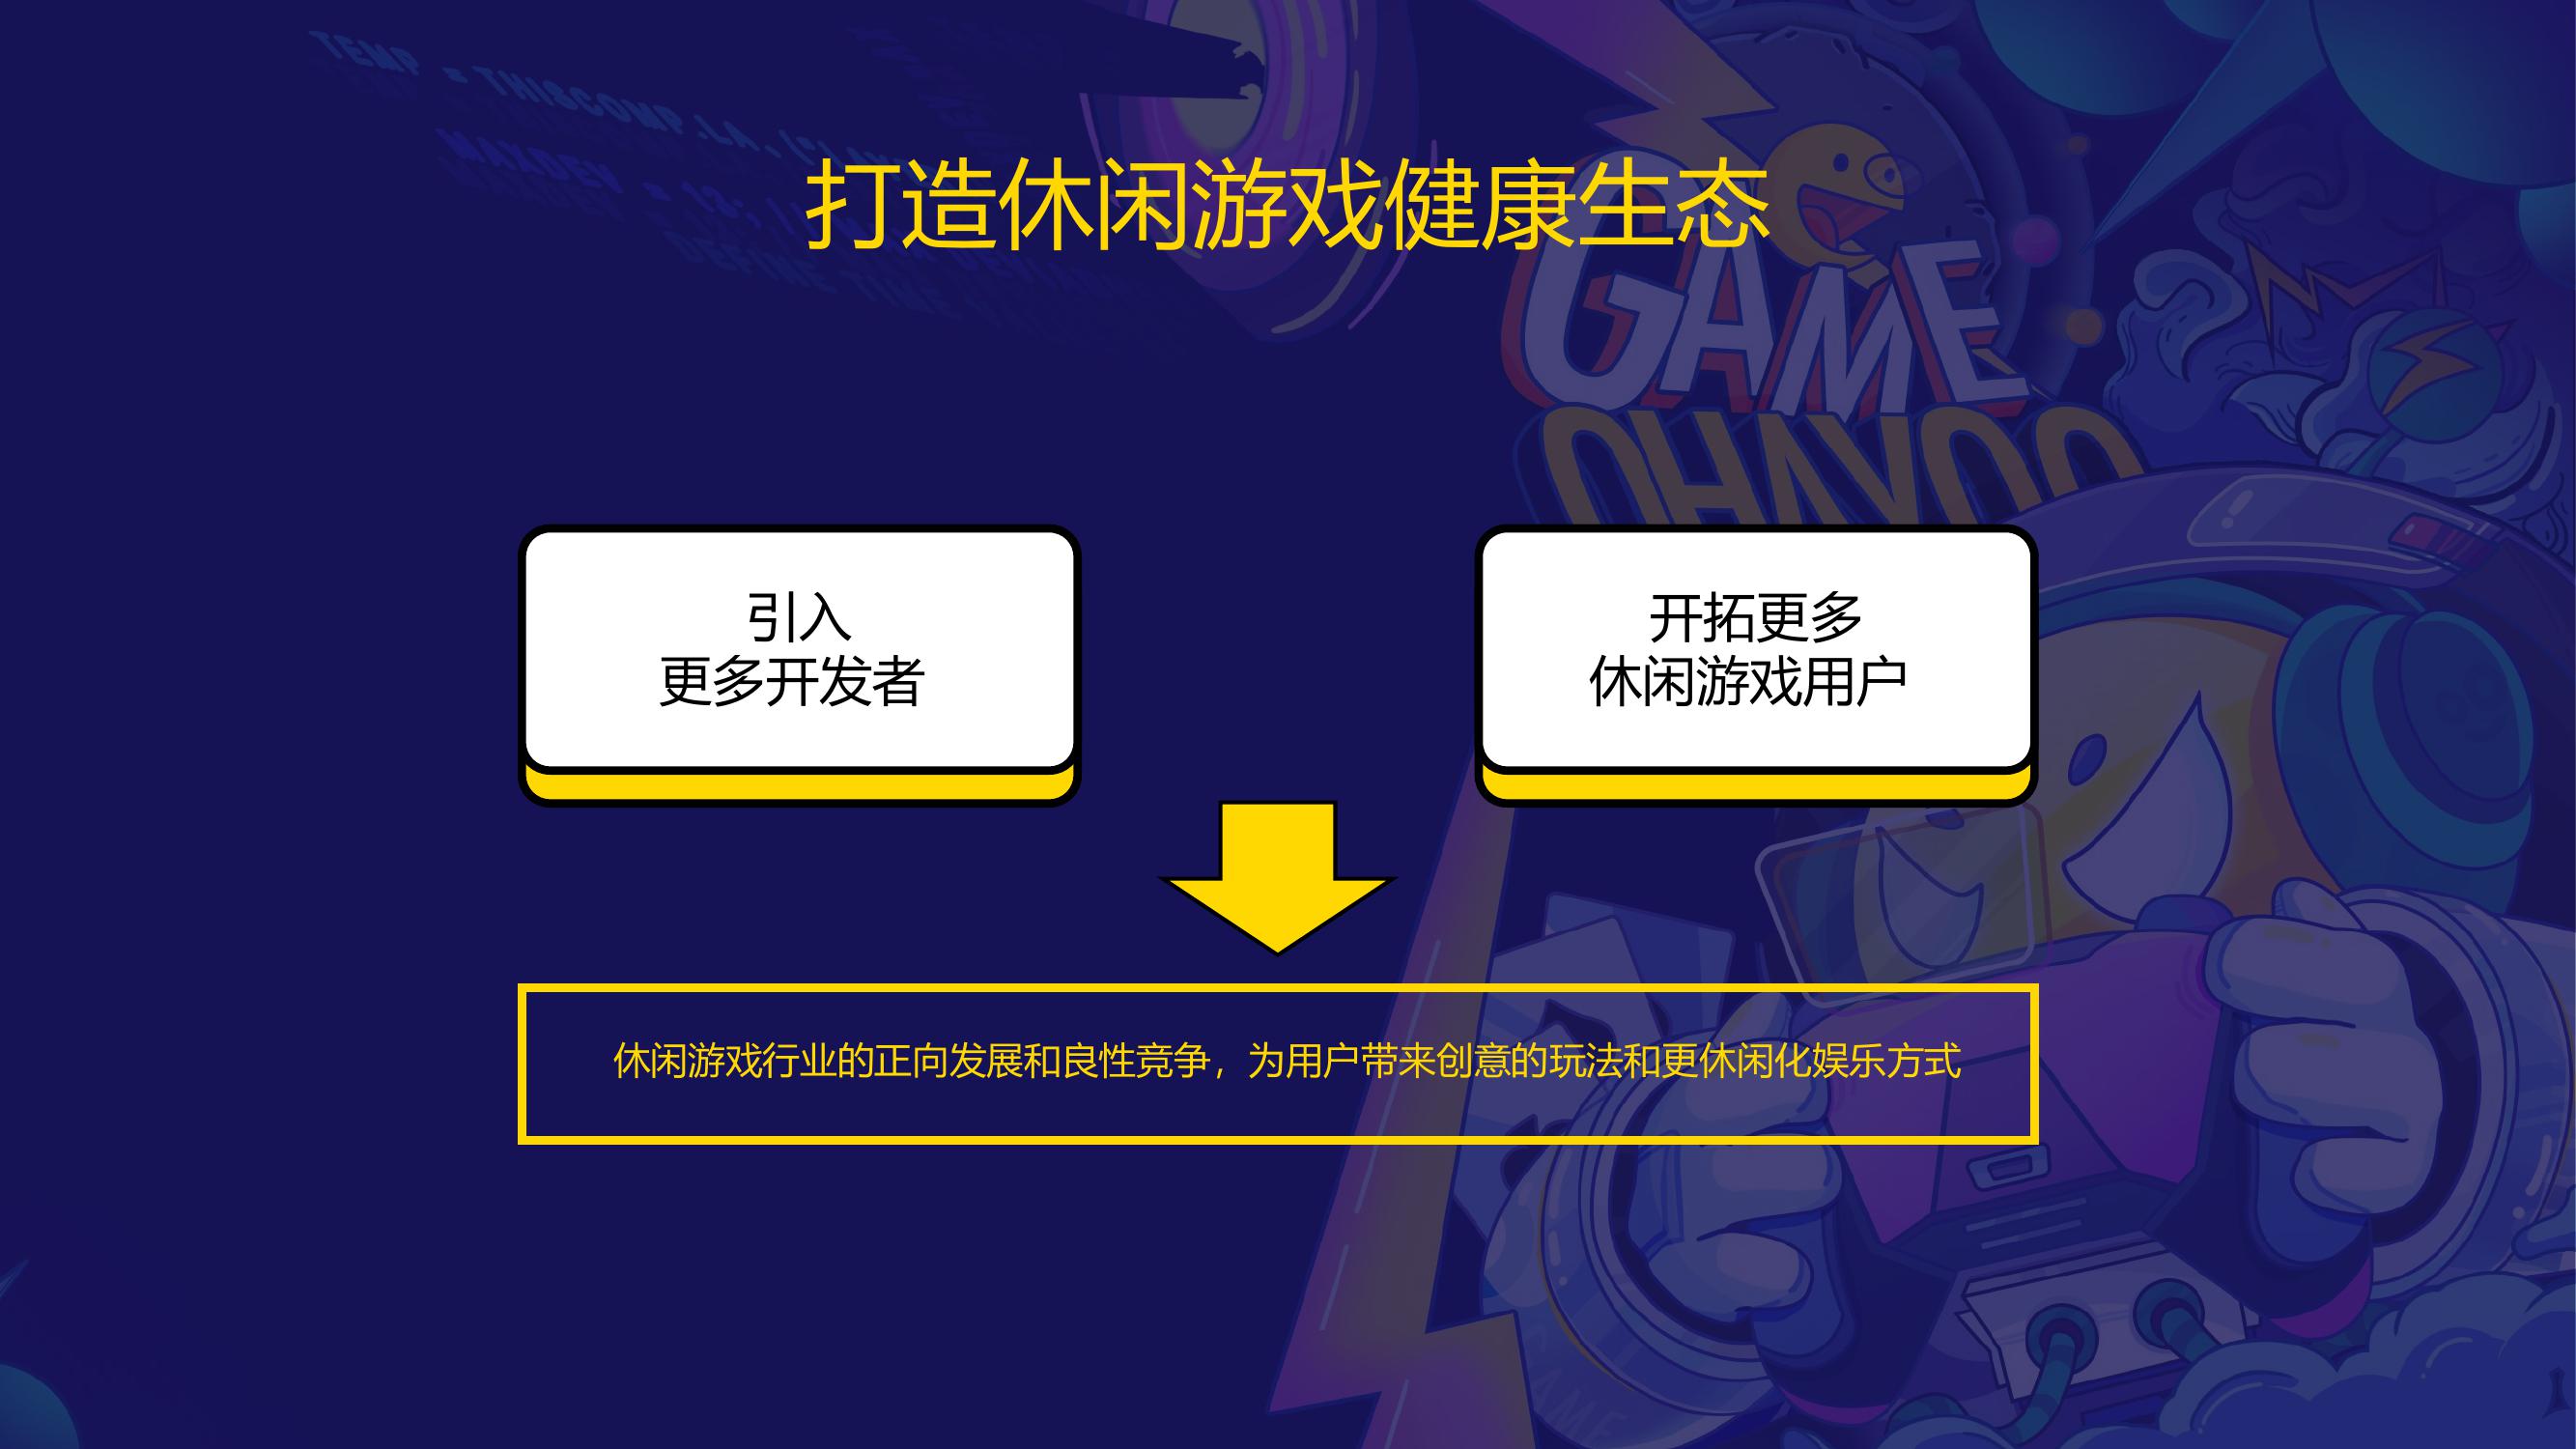 打造休闲游戏健康生态
GAME
OHAYOO
引入
更多开发者
开拓更多
休闲游戏用户
休闲游戏行业的正向发展和良性竞争，为用户带来创意的玩法和更休闲化娱乐方式